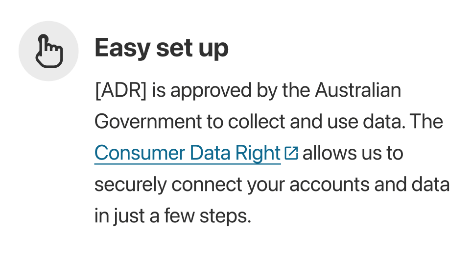 Easy set up
[ADR] is approved by the Australian
Government to collect and use data. The
Consumer Data Right allows us to
securely connect your accounts and data
in just a few steps.